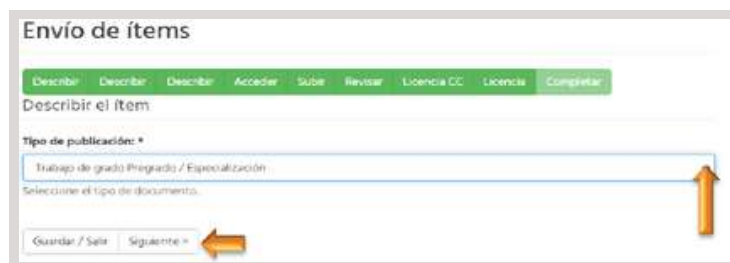 Envío de ítems
Describir Describir Describir Acceder Subir Revisar Licencia CC Licencia Completar
Describir el ítem
Tipo de publicación: *
Trabajo de grado Pregrado / Especialización
Seleccione el tipo de documento.
Guardar / Salir Siguiente >